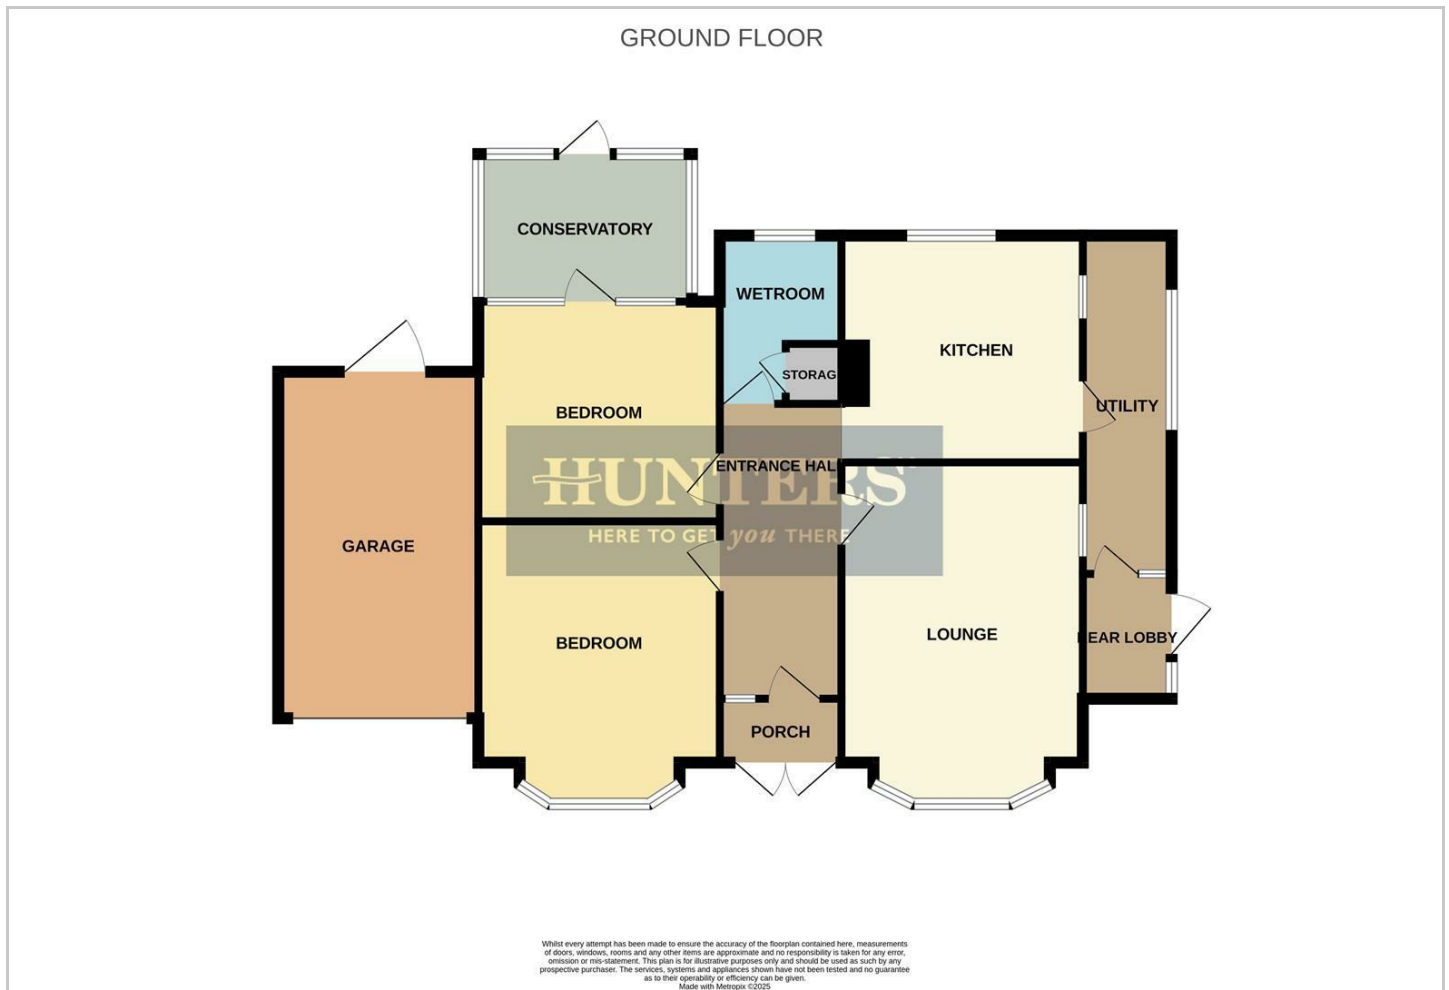 GROUND FLOOR
CONSERVATORY
WETROOM
KITCHEN
STORAG
UTILITY
BEDROOM
ENTRANCE HAL
HUNTERS
HERE TO GET you THERE
GARAGE
BEDROOM
LOUNGE
EAR LOBBY
PORCH
Whilst every attempt has been made to ensure the accuracy of the floorplan contained here, measurements
of doors, windows, rooms and any other items are approximate and no responsibility is taken for any error,
omission or mis-statement. This plan is for illustrative purposes only and should be used as such by any
prospective purchaser. The services, systems and appliances shown have not been tested and no guarantee
as to their operability or efficiency can be given.
Made with Metropix ©2025